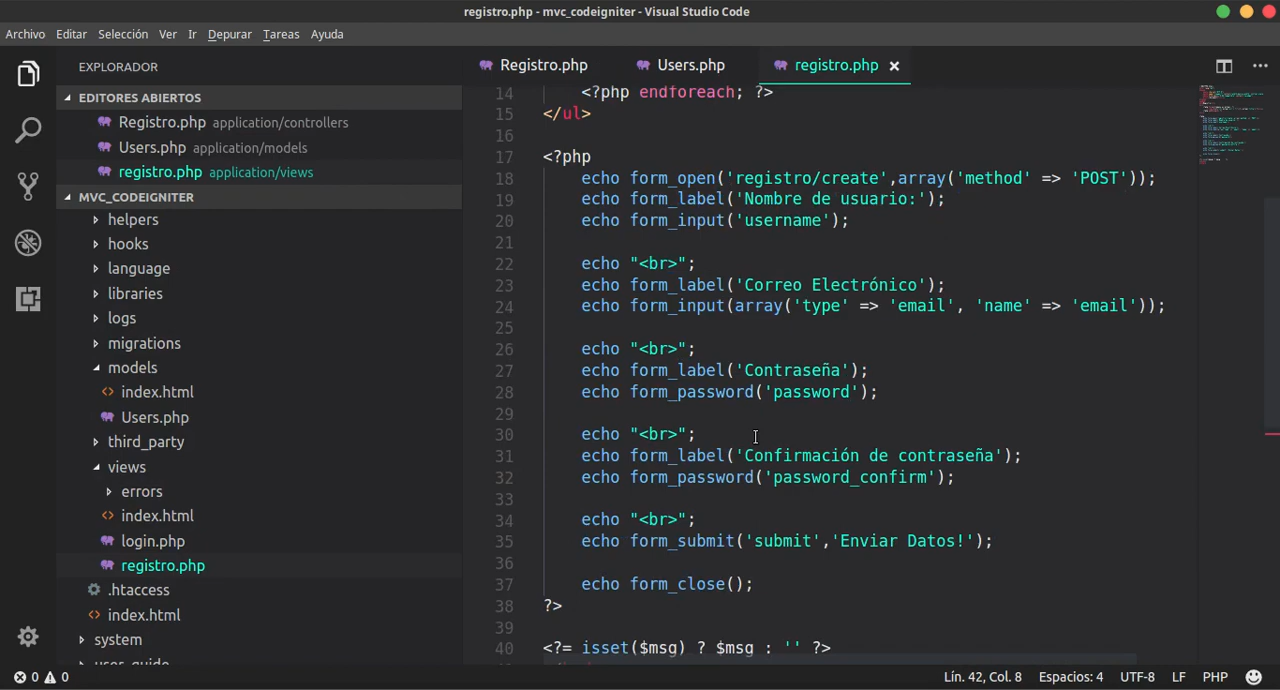 registro.php - mvc_codeigniter - Visual Studio Code
Archivo Editar Selección Ver Ir Depurar Tareas Ayuda
EXPLORADOR
EDITORES ABIERTOS
Registro.php application/controllers
Users.php application/models
registro.php application/views
MVC_CODEIGNITER
helpers
hooks
language
libraries
logs
migrations
models
index.html
Users.php
third_party
views
errors
index.html
login.php
registro.php
.htaccess
index.html
system
user_guide
Registro.php Users.php registro.php
14 <?php endforeach; ?>
15 </ul>
16
17 <?php
18 echo form_open('registro/create',array('method' => 'POST'));
19 echo form_label('Nombre de usuario:');
20 echo form_input('username');
21
22 echo "<br>";
23 echo form_label('Correo Electrónico');
24 echo form_input(array('type' => 'email', 'name' => 'email'));
25
26 echo "<br>";
27 echo form_label('Contraseña');
28 echo form_password('password');
29
30 echo "<br>";
31 echo form_label('Confirmación de contraseña');
32 echo form_password('password_confirm');
33
34 echo "<br>";
35 echo form_submit('submit','Enviar Datos!');
36
37 echo form_close();
38 ?>
39
40 <?= isset($msg) ? $msg : '' ?>
0 0 Lín. 42, Col. 8 Espacios: 4 UTF-8 LF PHP